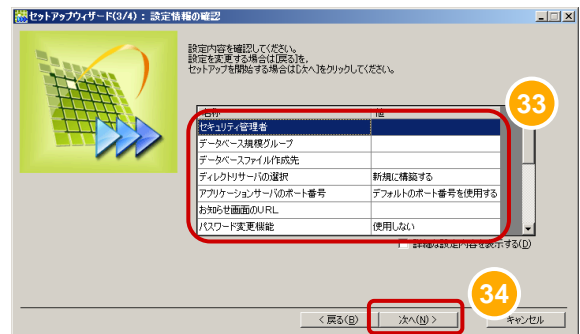 セットアップウィザード(3/4) : 設定情報の確認
設定内容を確認してください。
設定を変更する場合は[戻る]を、
セットアップを開始する場合は[次へ]をクリックしてください。
33
名称 値
セキュリティ管理者
データベース規模グループ
データベースファイル作成先
ディレクトリサーバの選択 新規に構築する
アプリケーションサーバのポート番号 デフォルトのポート番号を使用する
お知らせ画面のURL
パスワード変更機能 使用しない
詳細な設定内容を表示する(D)
34
< 戻る(B) 次へ(N) > キャンセル